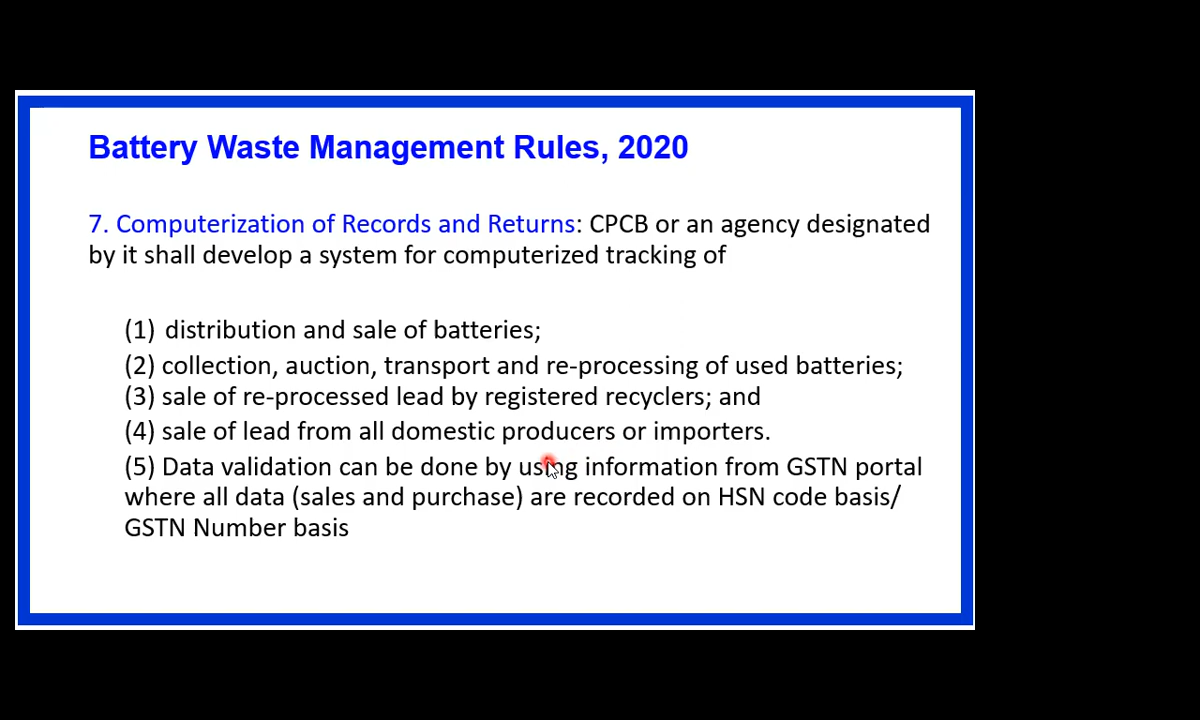 Battery Waste Management Rules, 2020
7. Computerization of Records and Returns: CPCB or an agency designated
by it shall develop a system for computerized tracking of
(1) distribution and sale of batteries;
(2) collection, auction, transport and re-processing of used batteries;
(3) sale of re-processed lead by registered recyclers; and
(4) sale of lead from all domestic producers or importers.
(5) Data validation can be done by using information from GSTN portal
where all data (sales and purchase) are recorded on HSN code basis/
GSTN Number basis